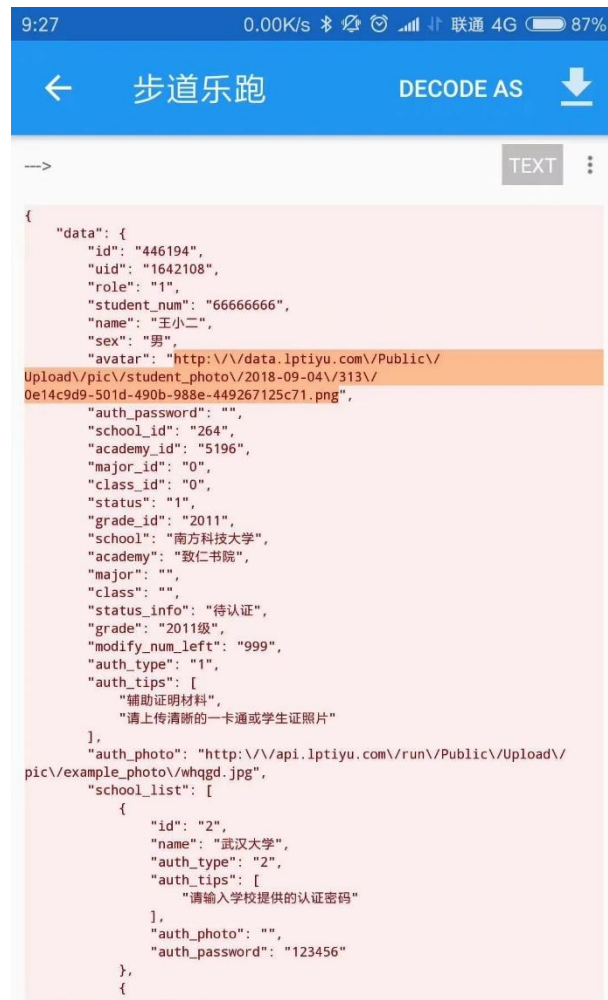 9:27 0.00K/s 联通 4G 87%
步道乐跑 DECODE AS
---> TEXT
{
"data": {
"id": "446194",
"uid": "1642108",
"role": "1",
"student_num": "66666666",
"name": "王小二",
"sex": "男",
"avatar": "http:\/\/data.lptiyu.com\/Public\/
Upload\/pic\/student_photo\/2018-09-04\/313\/
0e14c9d9-501d-490b-988e-449267125c71.png",
"auth_password": "",
"school_id": "264",
"academy_id": "5196",
"major_id": "0",
"class_id": "0",
"status": "1",
"grade_id": "2011",
"school": "南方科技大学",
"academy": "致仁书院",
"major": "",
"class": "",
"status_info": "待认证",
"grade": "2011级",
"modify_num_left": "999",
"auth_type": "1",
"auth_tips": [
"辅助证明材料",
"请上传清晰的一卡通或学生证照片"
],
"auth_photo": "http:\/\/api.lptiyu.com\/run\/Public\/Upload\/
pic\/example_photo\/whqgd.jpg",
"school_list": [
{
"id": "2",
"name": "武汉大学",
"auth_type": "2",
"auth_tips": [
"请输入学校提供的认证密码"
],
"auth_photo": "",
"auth_password": "123456"
},
{